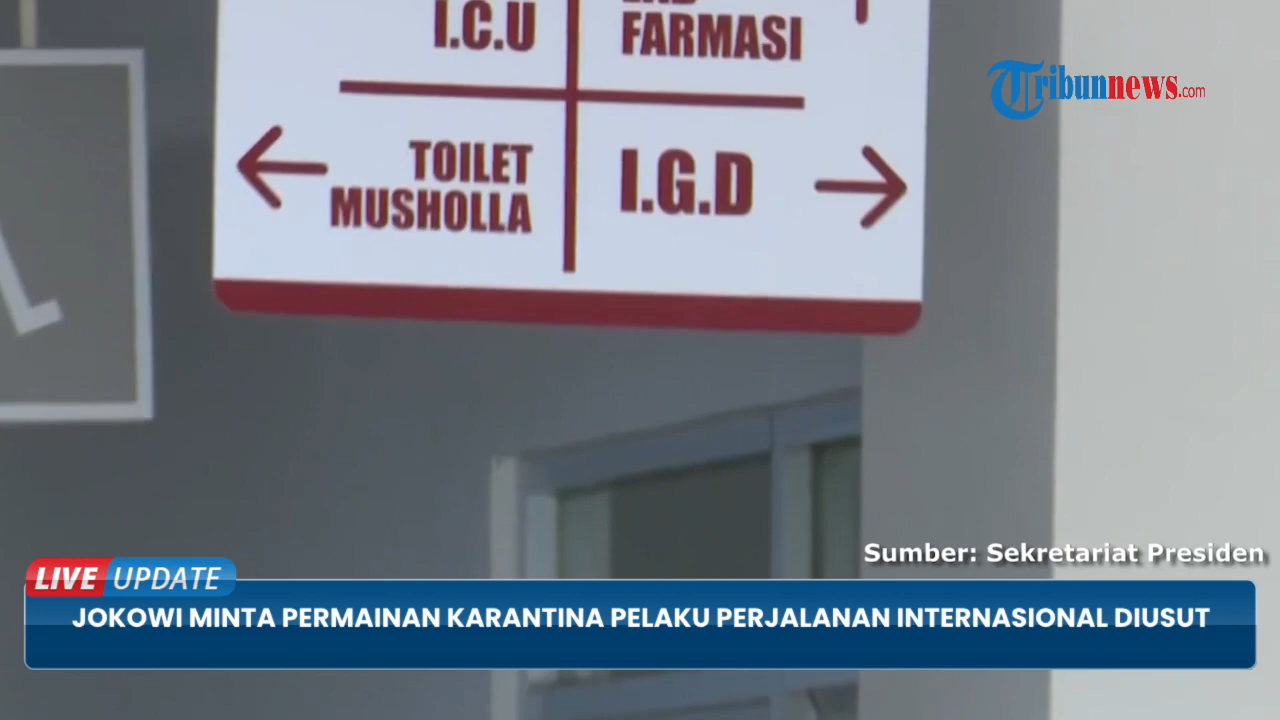 I.C.U
FARMASI
Tribunnews.com
TOILET
MUSHOLLA
I.G.D
Sumber: Sekretariat Presiden
LIVE UPDATE
JOKOWI MINTA PERMAINAN KARANTINA PELAKU PERJALANAN INTERNASIONAL DIUSUT